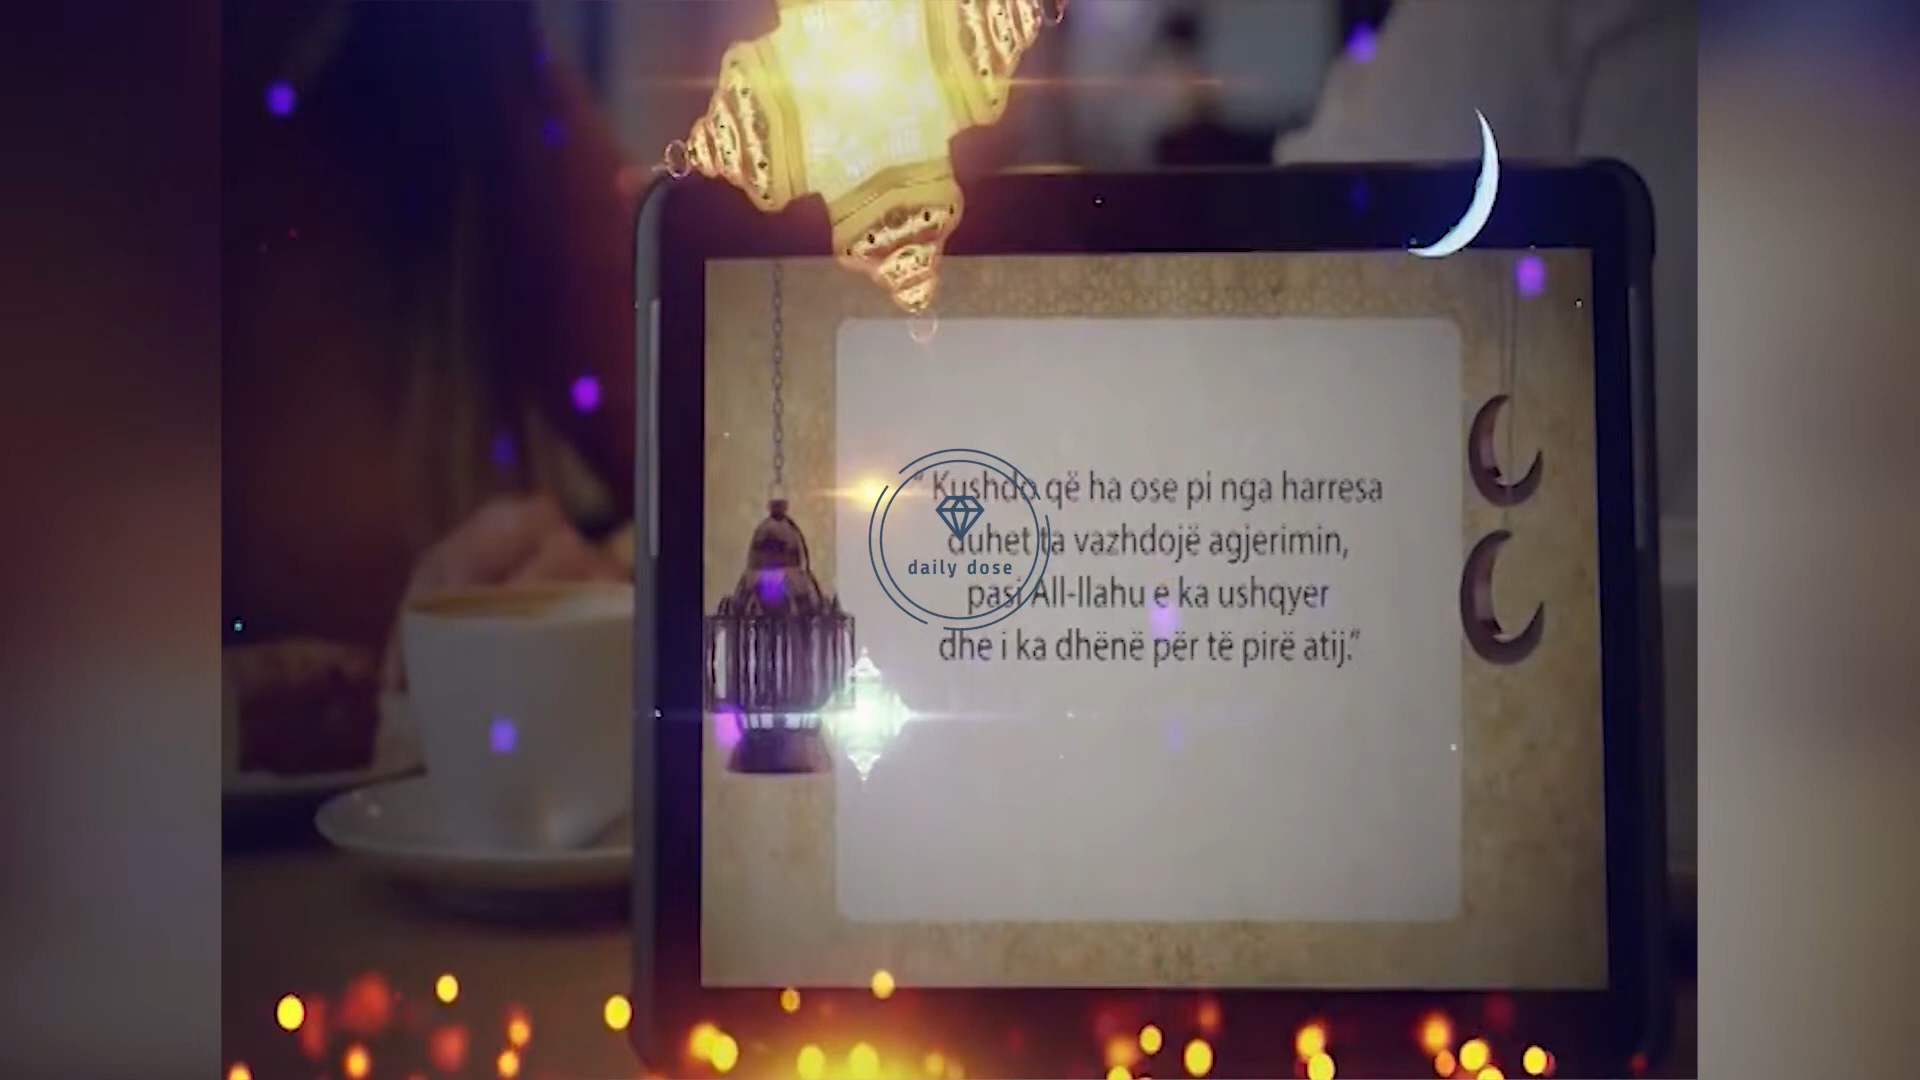 “ Kushdo që ha ose pi nga harresa
duhet ta vazhdojë agjerimin,
pasi All-llahu e ka ushqyer
dhe i ka dhënë për të pirë atij.”
daily dose